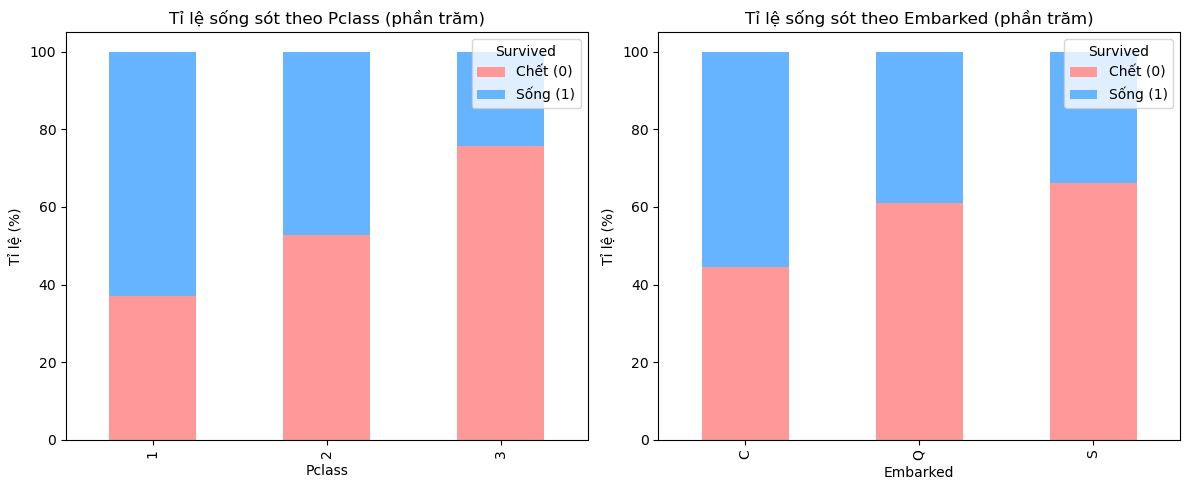 Tỉ lệ sống sót theo Pclass (phần trăm)
Tỉ lệ (%)
100
80
60
40
20
0
Survived
Chết (0)
Sống (1)
1
2
3
Pclass
Tỉ lệ sống sót theo Embarked (phần trăm)
Tỉ lệ (%)
100
80
60
40
20
0
Survived
Chết (0)
Sống (1)
C
Q
S
Embarked